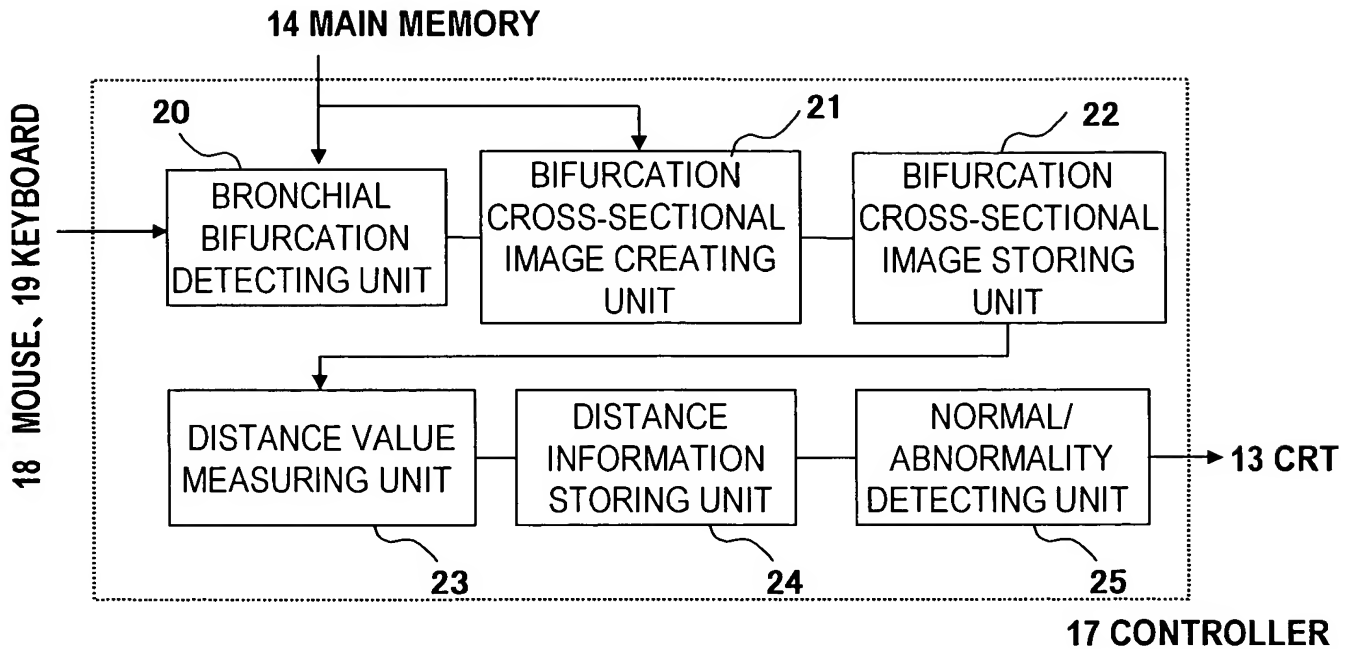 14 MAIN MEMORY
18 MOUSE、19 KEYBOARD
20
21
22
BRONCHIAL
BIFURCATION
DETECTING UNIT
BIFURCATION
CROSS-SECTIONAL
IMAGE CREATING
UNIT
BIFURCATION
CROSS-SECTIONAL
IMAGE STORING
UNIT
DISTANCE VALUE
MEASURING UNIT
DISTANCE
INFORMATION
STORING UNIT
NORMAL/
ABNORMALITY
DETECTING UNIT
13 CRT
23
24
25
17 CONTROLLER